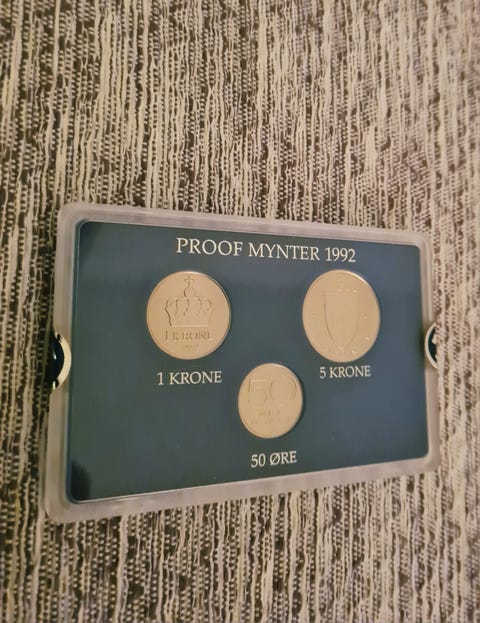 PROOF MYNTER 1992
1 KRONE
1 KRONE
5 KRONE
50
50 ØRE